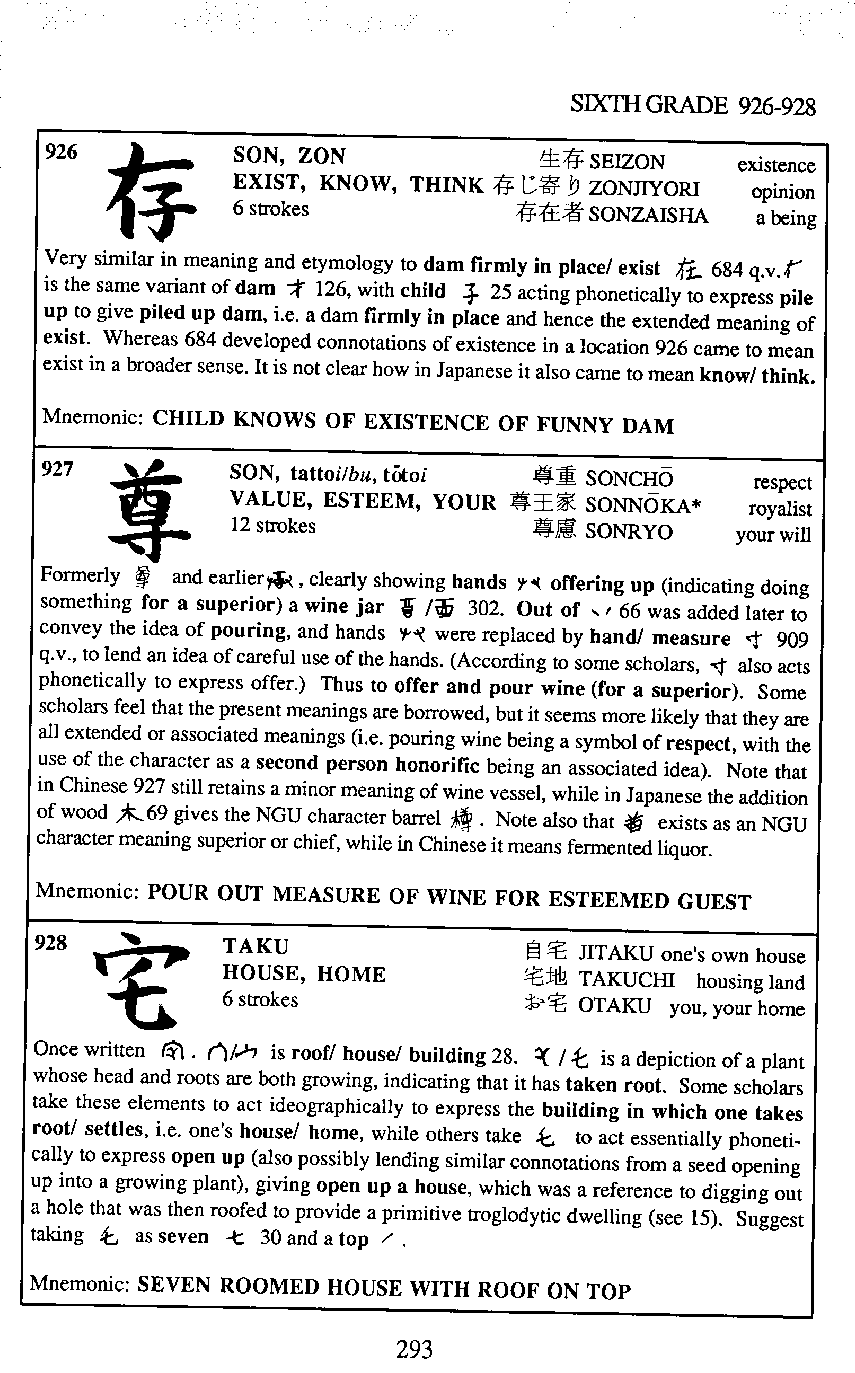 SIXTH GRADE 926-928
926 存 SON, ZON 生存 SEIZON existence
EXIST, KNOW, THINK 存じ寄り ZONJIYORI opinion
6 strokes 存在者 SONZAISHA a being
Very similar in meaning and etymology to dam firmly in place/ exist 在 684 q.v.
is the same variant of dam 才 126, with child 子 25 acting phonetically to express pile
up to give piled up dam, i.e. a dam firmly in place and hence the extended meaning of
exist. Whereas 684 developed connotations of existence in a location 926 came to mean
exist in a broader sense. It is not clear how in Japanese it also came to mean know/ think.
Mnemonic: CHILD KNOWS OF EXISTENCE OF FUNNY DAM
927 尊 SON, tattoi/bu, tōtoi 尊重 SONCHŌ respect
VALUE, ESTEEM, YOUR 尊王家 SONNŌKA* royalist
12 strokes 尊慮 SONRYO your will
Formerly and earlier , clearly showing hands offering up (indicating doing
something for a superior) a wine jar / 302. Out of 66 was added later to
convey the idea of pouring, and hands were replaced by hand/ measure 寸 909
q.v., to lend an idea of careful use of the hands. (According to some scholars, 寸 also acts
phonetically to express offer.) Thus to offer and pour wine (for a superior). Some
scholars feel that the present meanings are borrowed, but it seems more likely that they are
all extended or associated meanings (i.e. pouring wine being a symbol of respect, with the
use of the character as a second person honorific being an associated idea). Note that
in Chinese 927 still retains a minor meaning of wine vessel, while in Japanese the addition
of wood 木 69 gives the NGU character barrel 樽 . Note also that 酋 exists as an NGU
character meaning superior or chief, while in Chinese it means fermented liquor.
Mnemonic: POUR OUT MEASURE OF WINE FOR ESTEEMED GUEST
928 宅 TAKU 自宅 JITAKU one's own house
HOUSE, HOME 宅地 TAKUCHI housing land
6 strokes お宅 OTAKU you, your home
Once written . /宀 is roof/ house/ building 28. / 乇 is a depiction of a plant
whose head and roots are both growing, indicating that it has taken root. Some scholars
take these elements to act ideographically to express the building in which one takes
root/ settles, i.e. one's house/ home, while others take 乇 to act essentially phoneti-
cally to express open up (also possibly lending similar connotations from a seed opening
up into a growing plant), giving open up a house, which was a reference to digging out
a hole that was then roofed to provide a primitive troglodytic dwelling (see 15). Suggest
taking 乇 as seven 七 30 and a top ノ .
Mnemonic: SEVEN ROOMED HOUSE WITH ROOF ON TOP
293